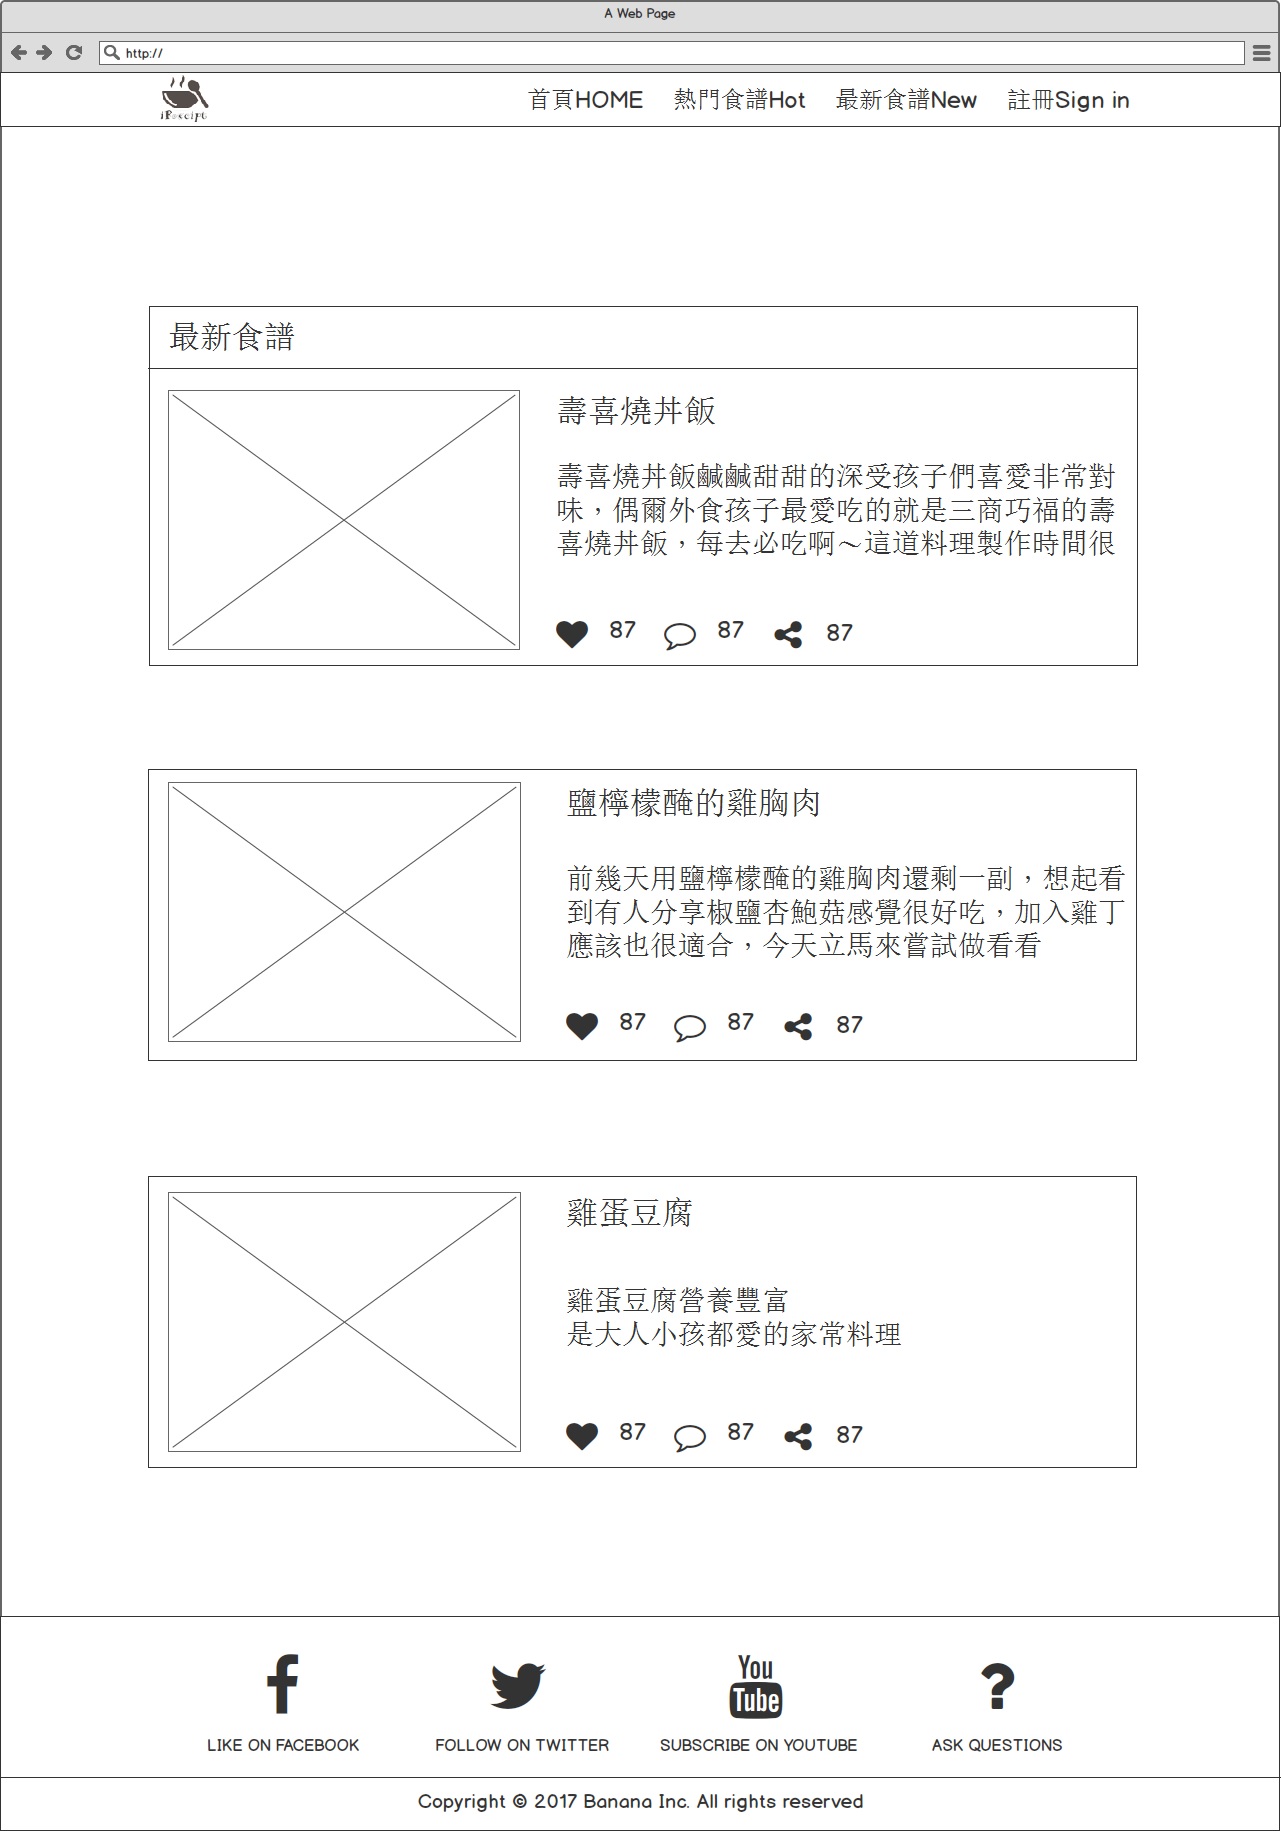 A Web Page
http://
iReceipt
首頁HOME 熱門食譜Hot 最新食譜New 註冊Sign in
最新食譜
壽喜燒丼飯
壽喜燒丼飯鹹鹹甜甜的深受孩子們喜愛非常對
味，偶爾外食孩子最愛吃的就是三商巧福的壽
喜燒丼飯，每去必吃啊～這道料理製作時間很
87 87 87
鹽檸檬醃的雞胸肉
前幾天用鹽檸檬醃的雞胸肉還剩一副，想起看
到有人分享椒鹽杏鮑菇感覺很好吃，加入雞丁
應該也很適合，今天立馬來嘗試做看看
87 87 87
雞蛋豆腐
雞蛋豆腐營養豐富
是大人小孩都愛的家常料理
87 87 87
You
Tube
LIKE ON FACEBOOK FOLLOW ON TWITTER SUBSCRIBE ON YOUTUBE ASK QUESTIONS
Copyright © 2017 Banana Inc. All rights reserved